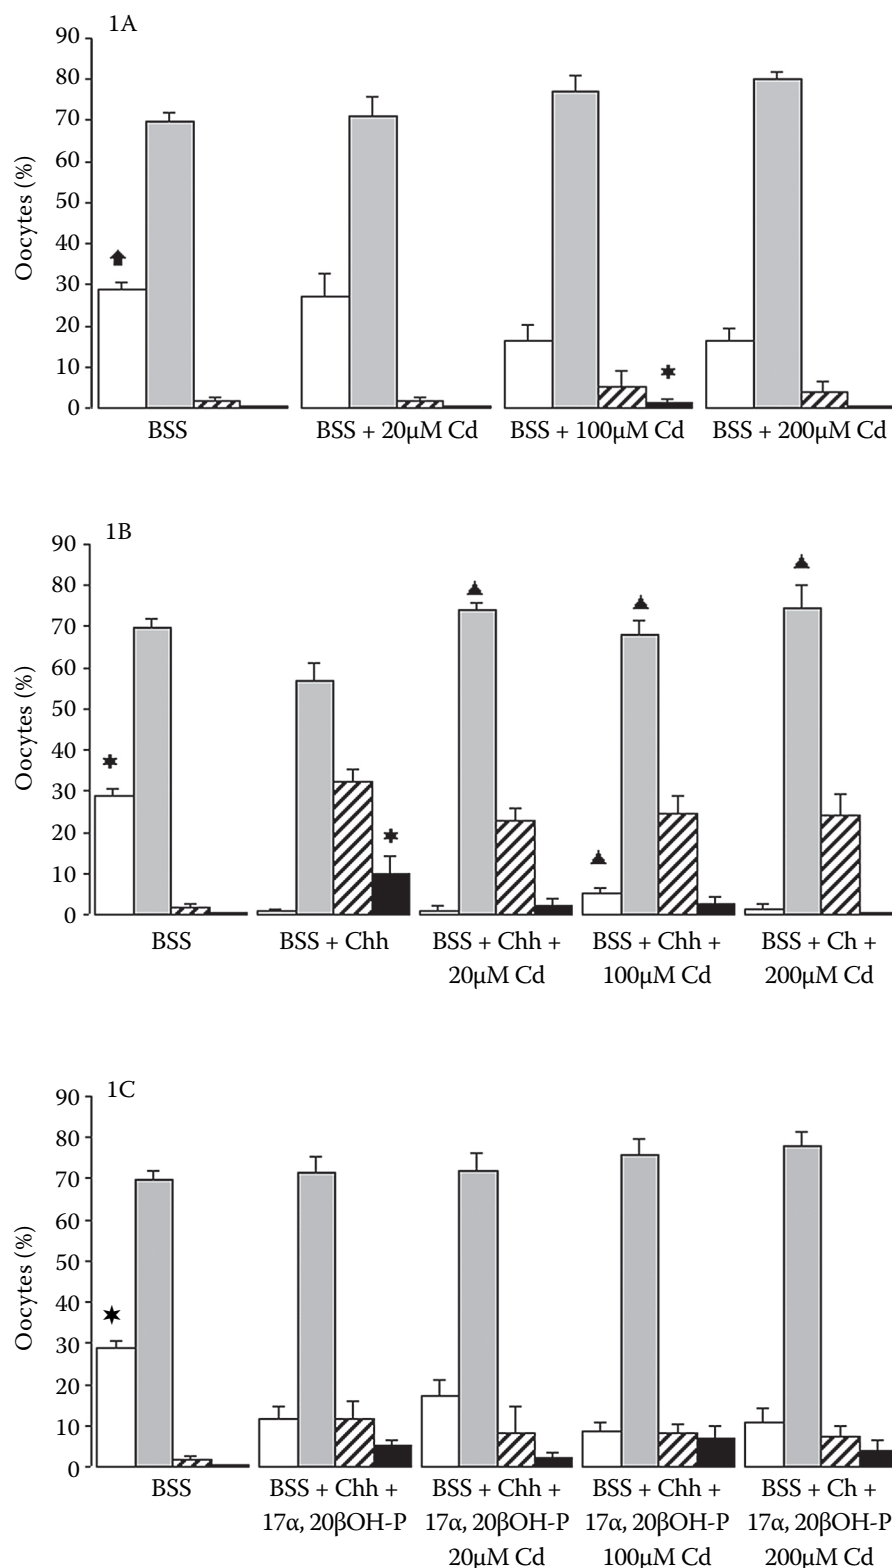 1A
90
80
70
60
50
40
30
20
10
0
Oocytes (%)
BSS
BSS + 20µM Cd
BSS + 100µM Cd
BSS + 200µM Cd
1B
90
80
70
60
50
40
30
20
10
0
Oocytes (%)
BSS
BSS + Chh
BSS + Chh +
20µM Cd
BSS + Chh +
100µM Cd
BSS + Ch +
200µM Cd
1C
90
80
70
60
50
40
30
20
10
0
Oocytes (%)
BSS
BSS + Chh +
17α, 20βOH-P
BSS + Chh +
17α, 20βOH-P
20µM Cd
BSS + Chh +
17α, 20βOH-P
100µM Cd
BSS + Ch +
17α, 20βOH-P
200µM Cd